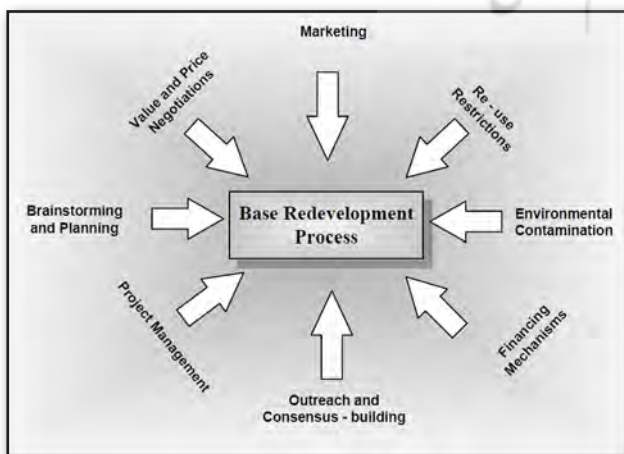 Marketing
Value and Price
Negotiations
Re - use
Restrictions
Brainstorming
and Planning
Base Redevelopment
Process
Environmental
Contamination
Project Management
Outreach and
Consensus - building
Financing
Mechanisms